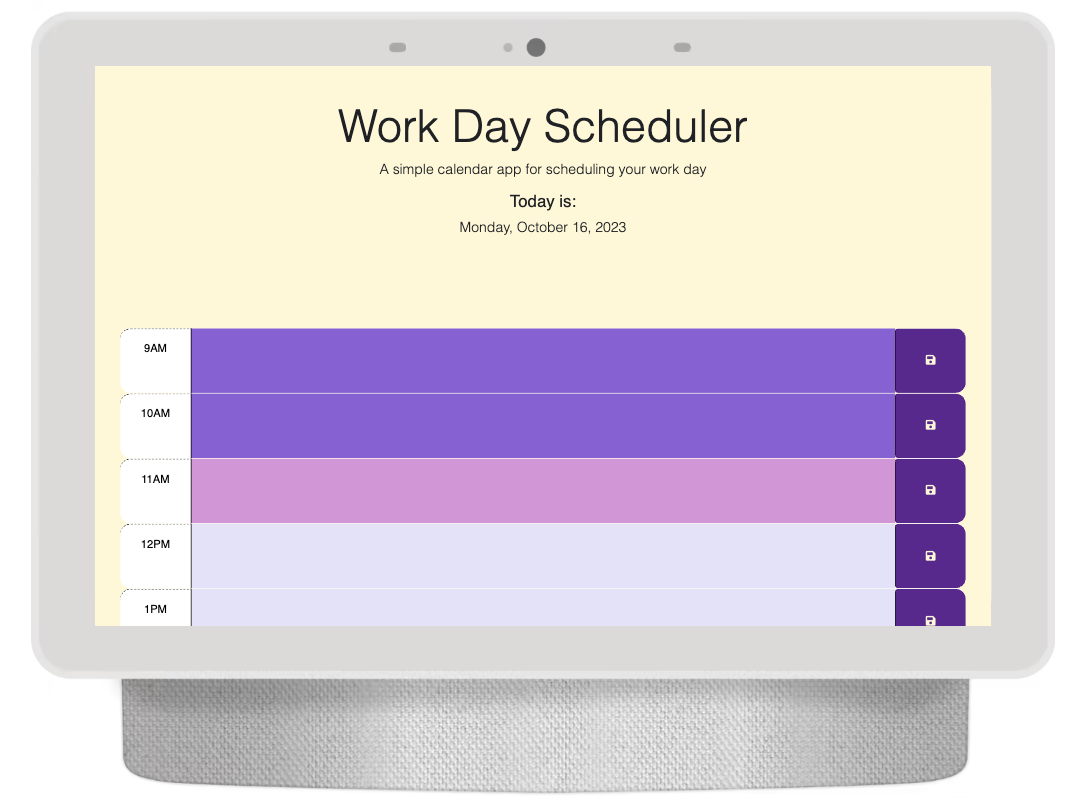 Work Day Scheduler
A simple calendar app for scheduling your work day
Today is:
Monday, October 16, 2023
9AM
10AM
11AM
12PM
1PM